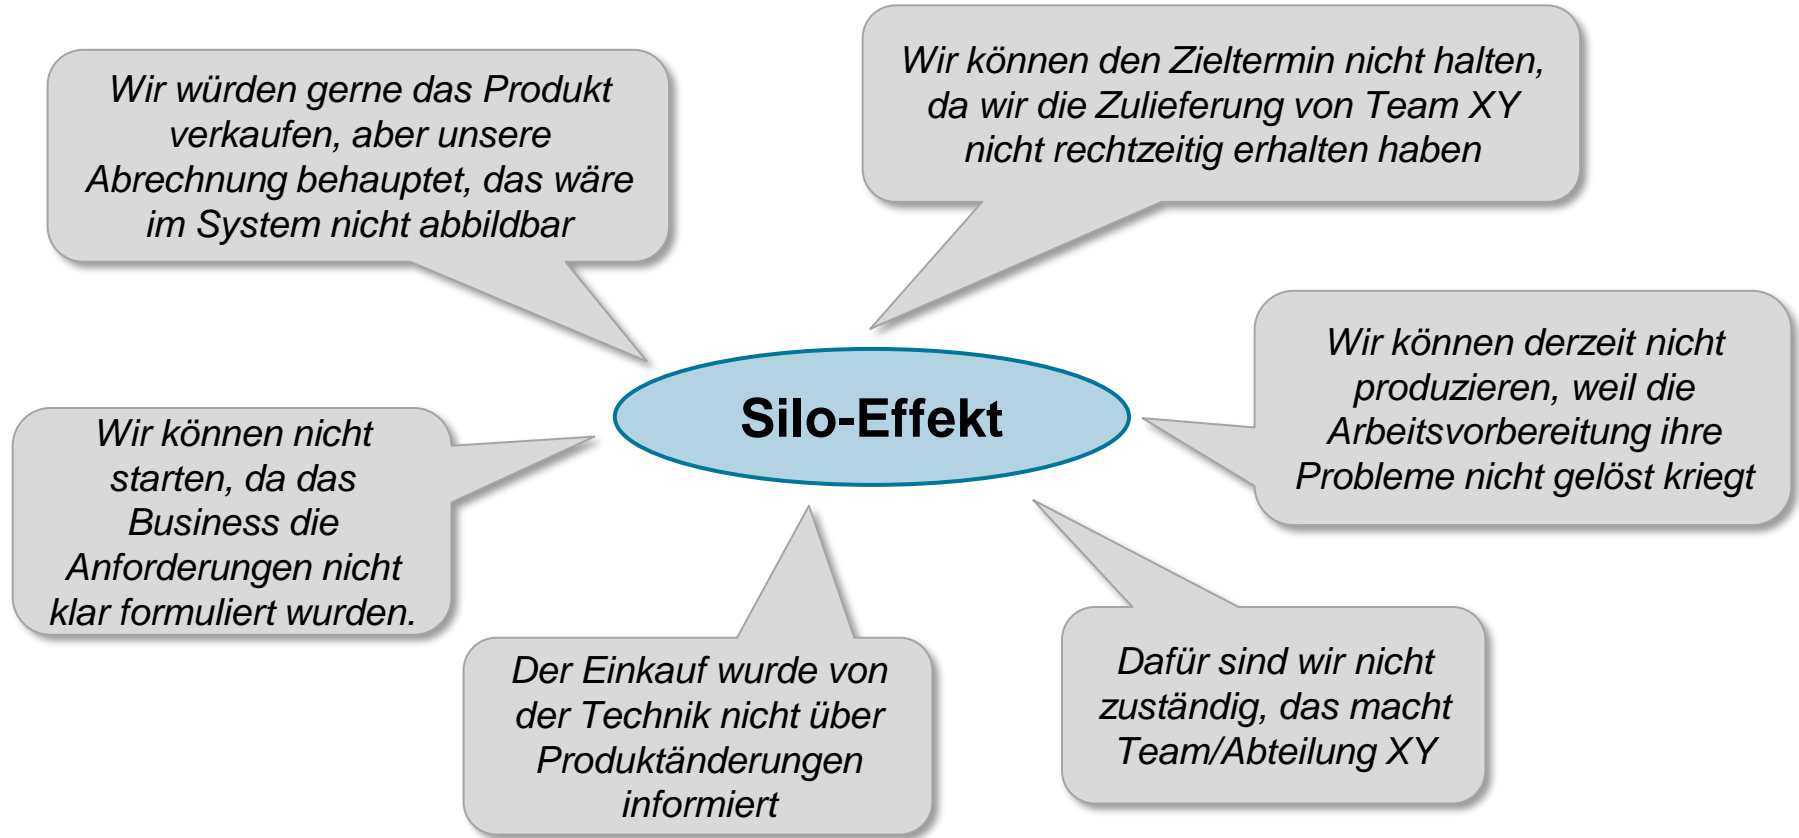 Wir würden gerne das Produkt
verkaufen, aber unsere
Abrechnung behauptet, das wäre
im System nicht abbildbar
Wir können den Zieltermin nicht halten,
da wir die Zulieferung von Team XY
nicht rechtzeitig erhalten haben
Silo-Effekt
Wir können derzeit nicht
produzieren, weil die
Arbeitsvorbereitung ihre
Probleme nicht gelöst kriegt
Wir können nicht
starten, da das
Business die
Anforderungen nicht
klar formuliert wurden.
Der Einkauf wurde von
der Technik nicht über
Produktänderungen
informiert
Dafür sind wir nicht
zuständig, das macht
Team/Abteilung XY